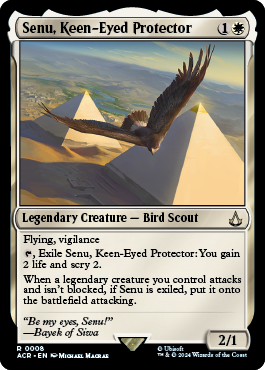 Senu, Keen-Eyed Protector 1
Legendary Creature — Bird Scout
Flying, vigilance
, Exile Senu, Keen-Eyed Protector: You gain
2 life and scry 2.
When a legendary creature you control attacks
and isn't blocked, if Senu is exiled, put it onto
the battlefield attacking.
"Be my eyes, Senu!"
—Bayek of Siwa
2/1
R 0008
ACR • EN Michael Macrae
© Ubisoft
™ & © 2024 Wizards of the Coast